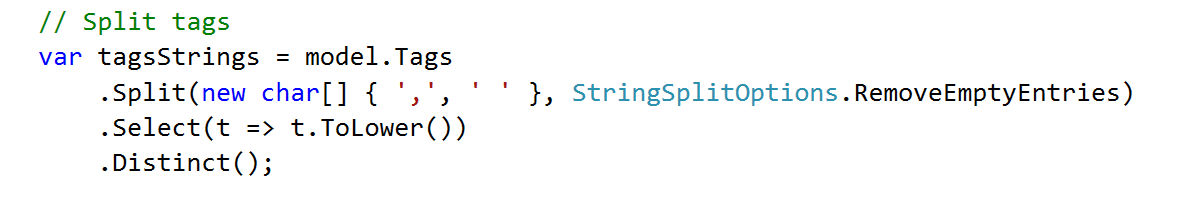 // Split tags
var tagsStrings = model.Tags
    .Split(new char[] { ',', ' ' }, StringSplitOptions.RemoveEmptyEntries)
    .Select(t => t.ToLower())
    .Distinct();